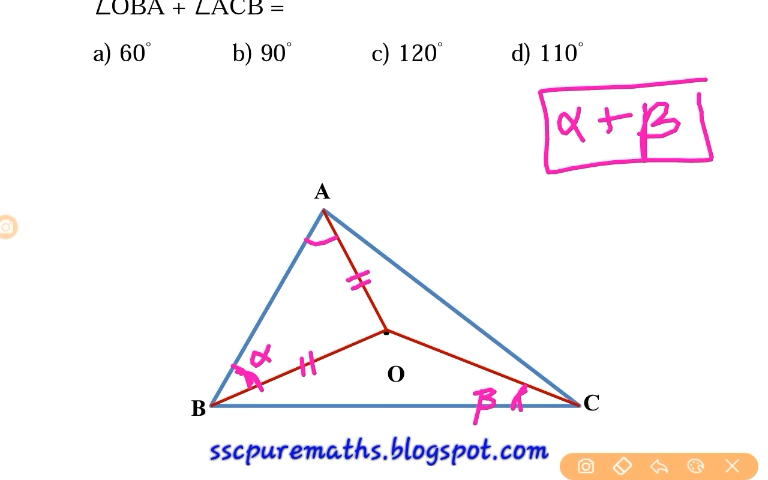 ∠OBA + ∠ACB =
a) 60° b) 90° c) 120° d) 110°
α + β
A
α
O
B
β
C
sscpuremaths.blogspot.com